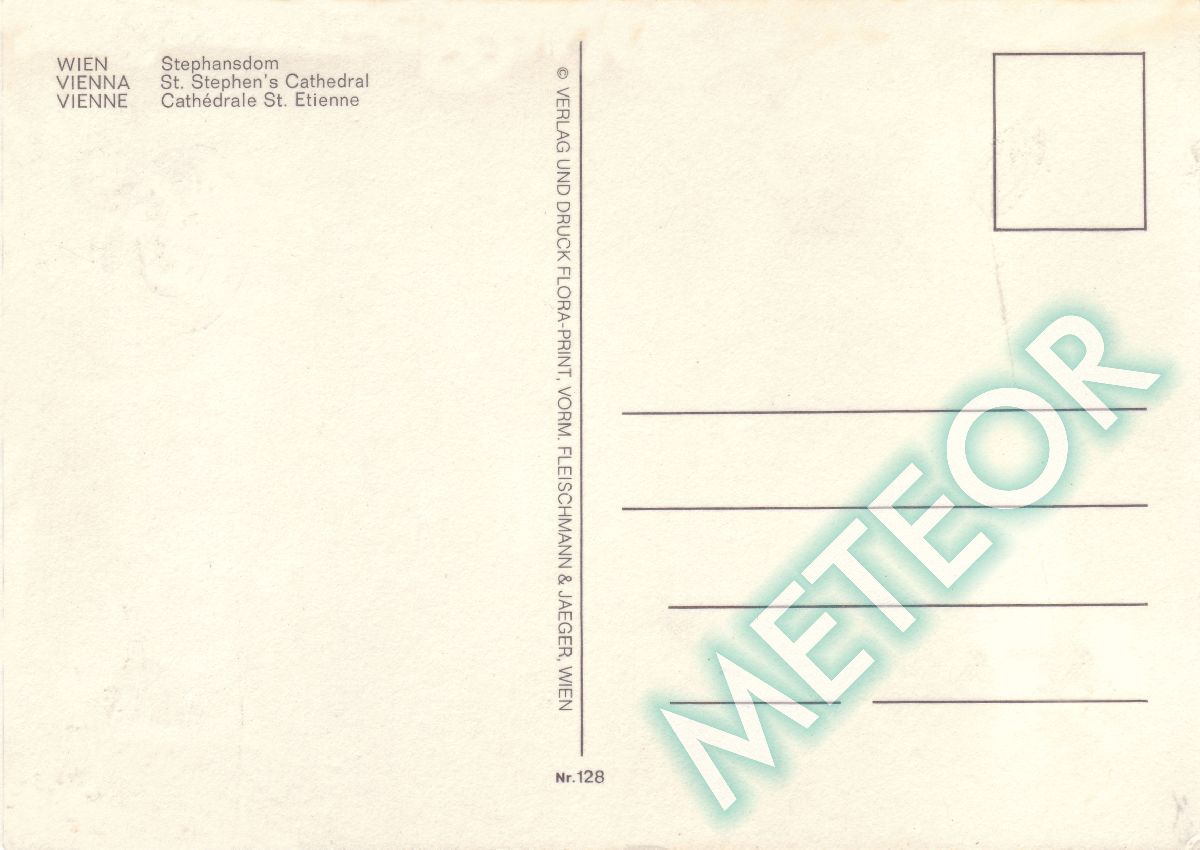 WIEN Stephansdom
VIENNA St. Stephen's Cathedral
VIENNE Cathédrale St. Etienne
© VERLAG UND DRUCK FLORA-PRINT, VORM. FLEISCHMANN & JAEGER, WIEN
Nr.128
METEOR